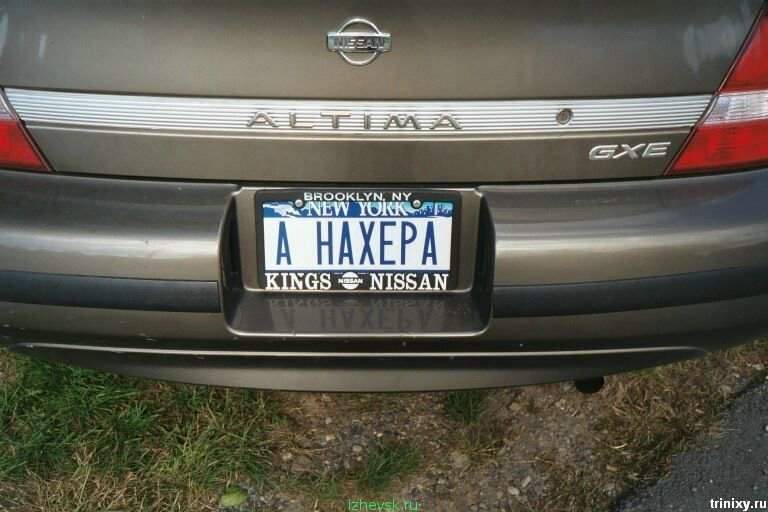 NISSAN
ALTIMA
GXE
BROOKLYN, NY
NEW YORK
A HAXEPA
KINGS NISSAN NISSAN
Izhevsk.ru
trinixy.ru